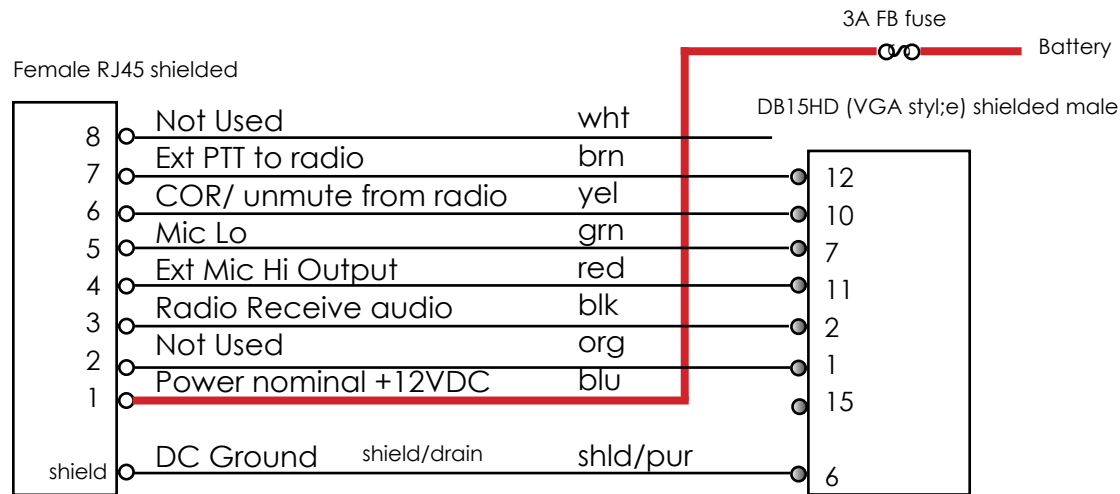 3A FB fuse
Battery
Female RJ45 shielded
DB15HD (VGA styl;e) shielded male
8 Not Used wht
7 Ext PTT to radio brn 12
6 COR/ unmute from radio yel 10
5 Mic Lo grn 7
4 Ext Mic Hi Output red 11
3 Radio Receive audio blk 2
2 Not Used org 1
1 Power nominal +12VDC blu 15
shield DC Ground shield/drain shld/pur 6